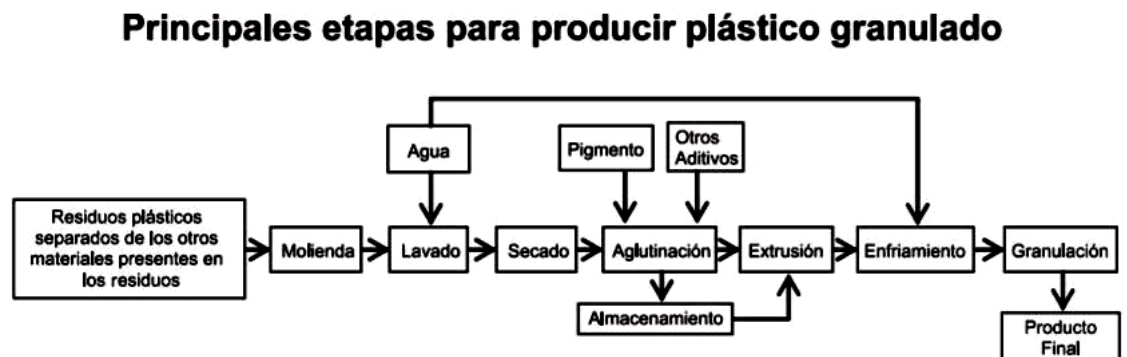 Principales etapas para producir plástico granulado
Agua
Pigmento
Otros
Aditivos
Residuos plásticos
separados de los otros
materiales presentes en
los residuos
Molienda
Lavado
Secado
Aglutinación
Extrusión
Enfriamiento
Granulación
Almacenamiento
Producto
Final